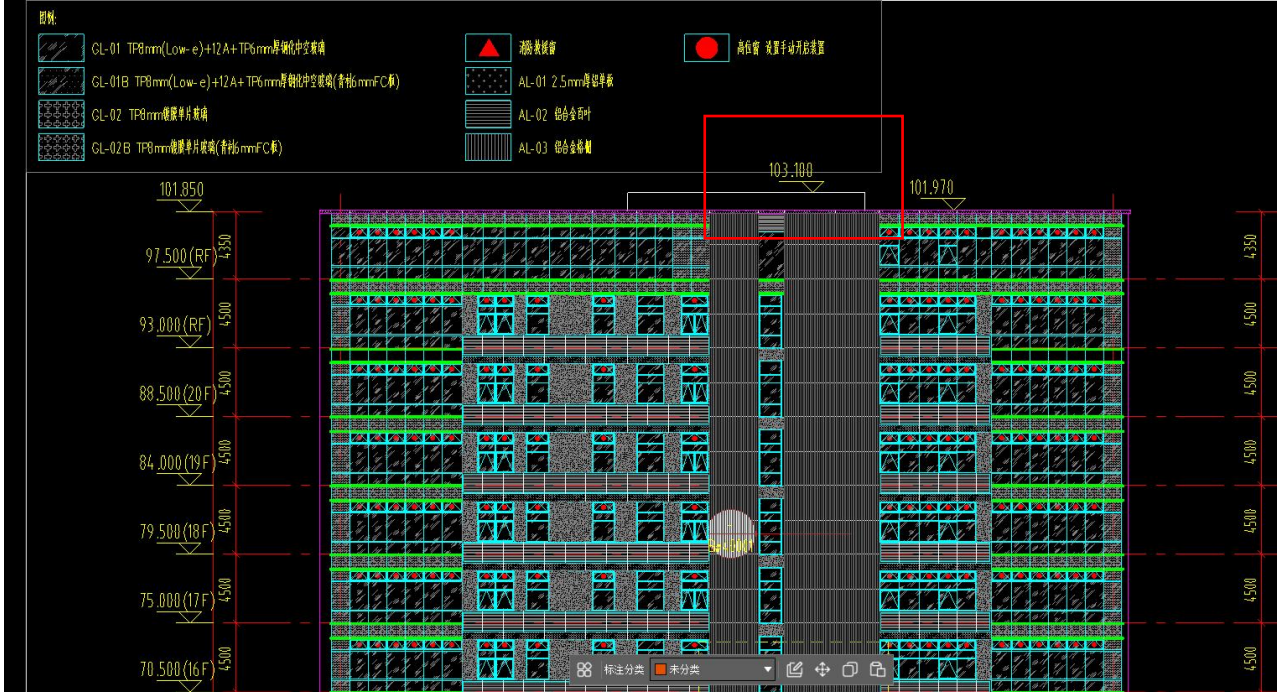 图例:
GL-01 TP8mm(Low-e)+12A+TP6mm厚钢化中空玻璃
消防救援窗
高位窗 设置手动开启装置
GL-01B TP8mm(Low-e)+12A+TP6mm厚钢化中空玻璃(背衬6mmFC板)
AL-01 2.5mm厚铝单板
GL-02 TP8mm镀膜单片玻璃
AL-02 铝合金百叶
GL-02B TP8mm镀膜单片玻璃(背衬6mmFC板)
AL-03 铝合金格栅
103.100
101.850
101.970
4350
4350
97.500(RF)
4500
4500
93.000(RF)
4500
4500
88.500(20F)
4500
4500
84.000(19F)
4500
4500
79.500(18F)
4500
4500
75.000(17F)
4500
4500
70.500(16F)
标注分类
未分类